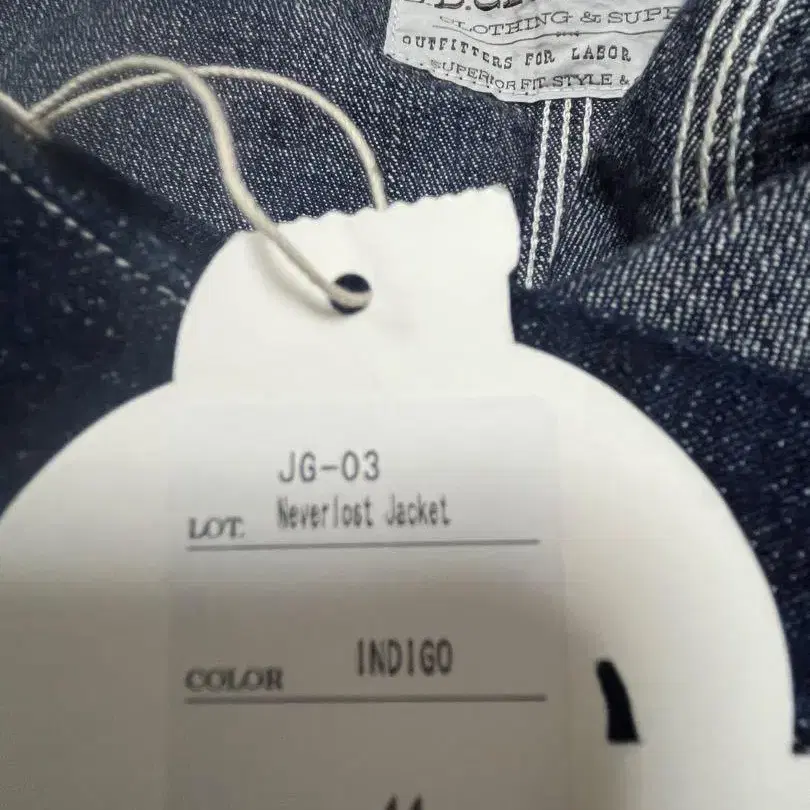 CLOTHING & SUPP
OUTFITTERS FOR LABOR
SUPERIOR FIT, STYLE &
JG-03
LOT. Neverlost Jacket
COLOR INDIGO